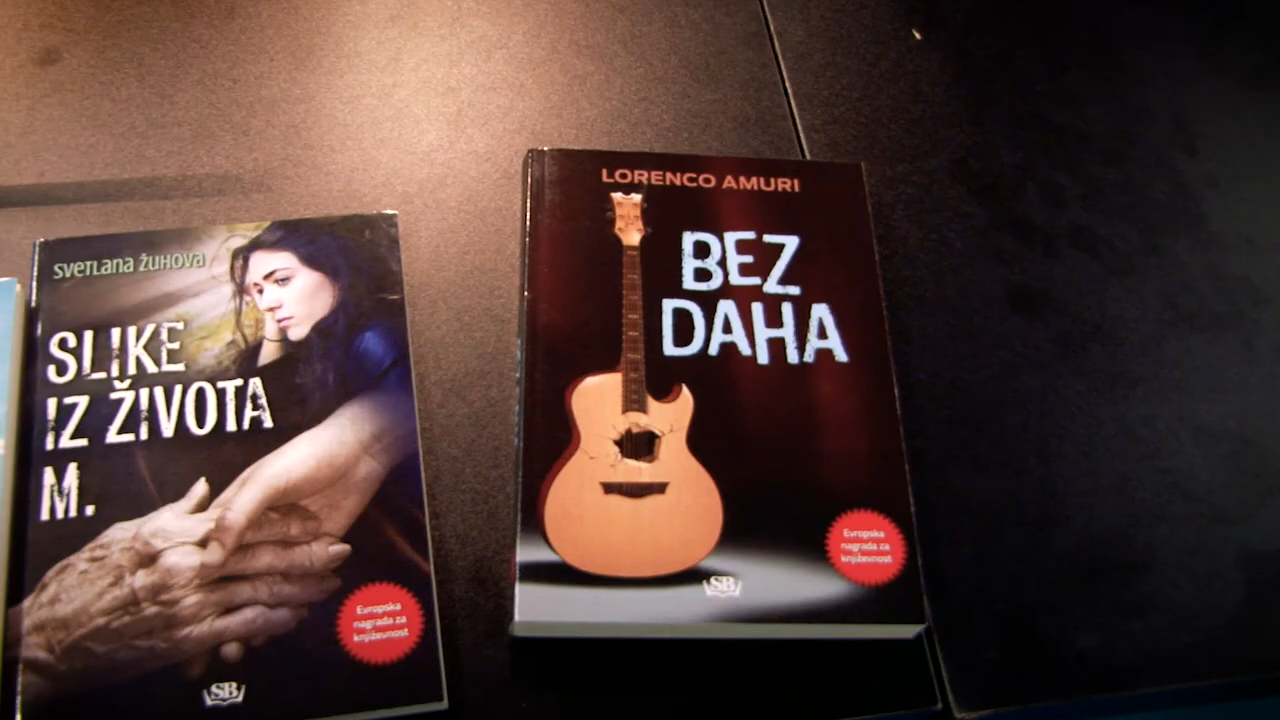 SVETLANA ŽUHOVA
SLIKE
IZ ŽIVOTA
M.
Evropska
nagrada za
književnost
SB
LORENCO AMURI
BEZ
DAHA
Evropska
nagrada za
književnost
SB